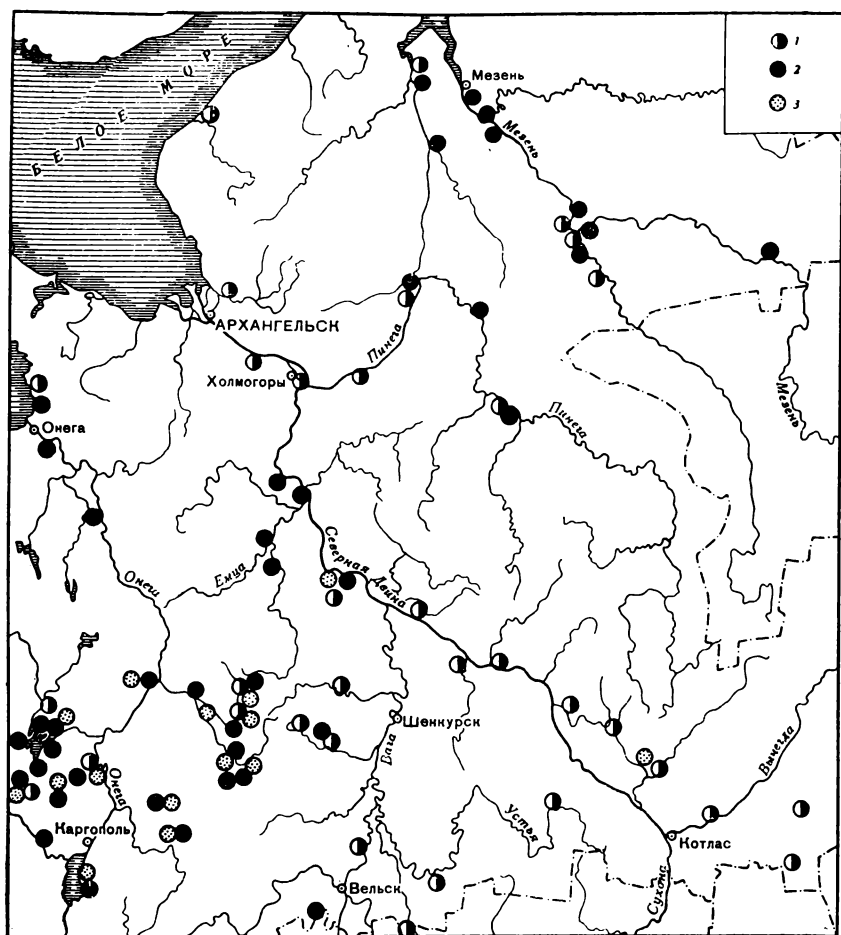 1
2
3
БЕЛОЕ МОРЕ
Мезень
Мезень
АРХАНГЕЛЬСК
Пинега
Холмогоры
Мезень
Онега
Пинега
Северная Двина
Емца
Онега
Шенкурск
Вага
Вычегда
Онега
Устья
Каргополь
Котлас
Вельск
Сухона